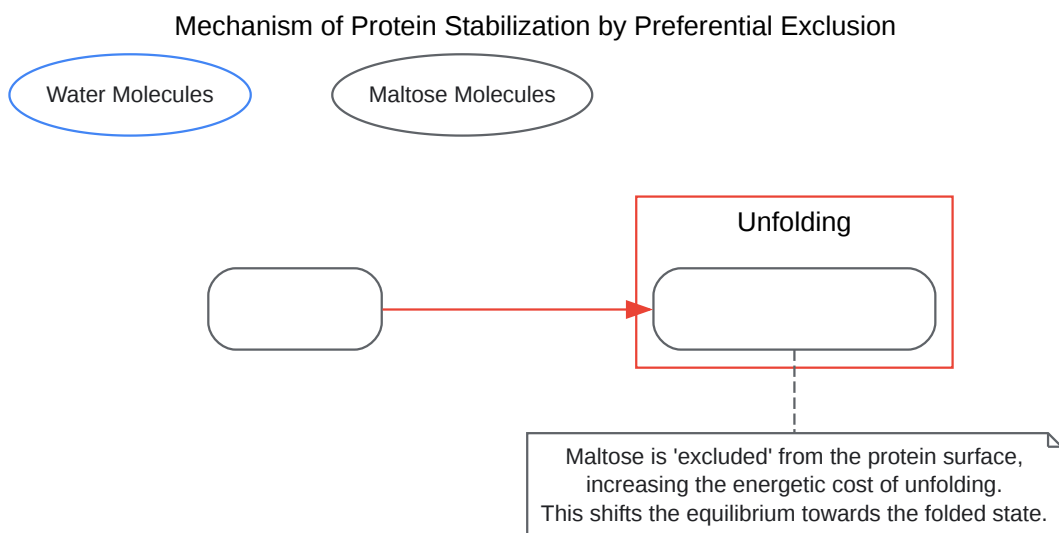 Mechanism of Protein Stabilization by Preferential Exclusion
Water Molecules
Maltose Molecules
Unfolding
Maltose is 'excluded' from the protein surface,
increasing the energetic cost of unfolding.
This shifts the equilibrium towards the folded state.